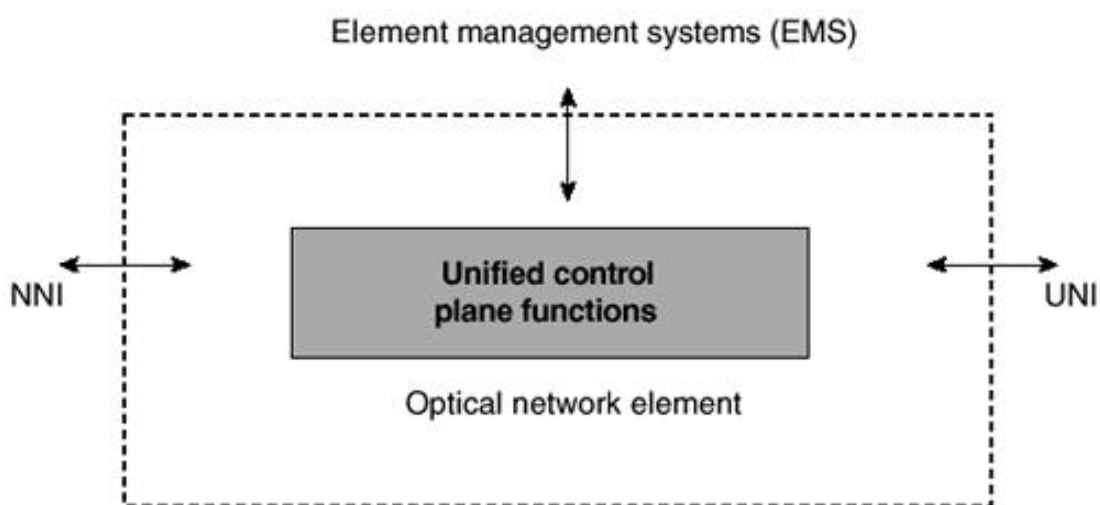 Element management systems (EMS)
NNI
Unified control
plane functions
UNI
Optical network element